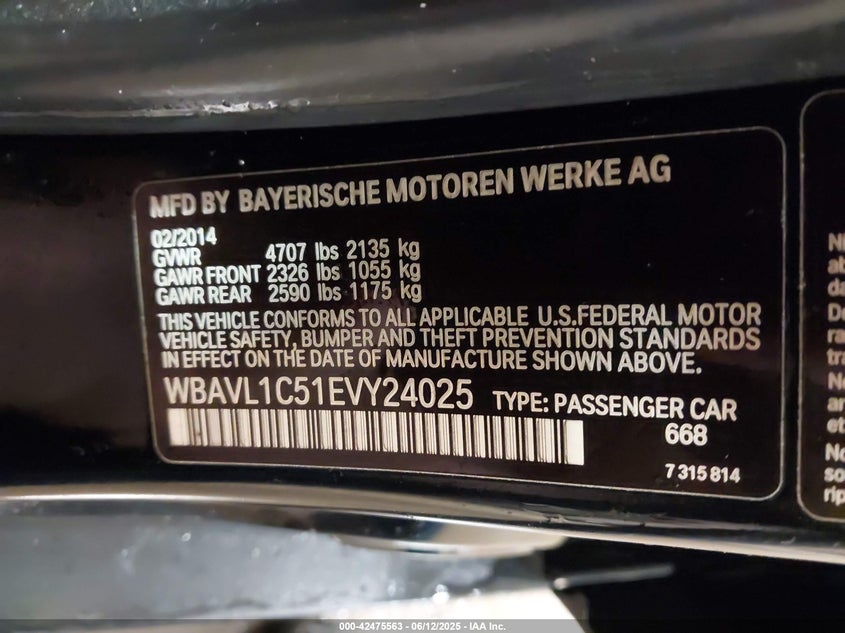 MFD BY BAYERISCHE MOTOREN WERKE AG
02/2014
GVWR 4707 lbs 2135 kg
GAWR FRONT 2326 lbs 1055 kg
GAWR REAR 2590 lbs 1175 kg
THIS VEHICLE CONFORMS TO ALL APPLICABLE U.S.FEDERAL MOTOR
VEHICLE SAFETY, BUMPER AND THEFT PREVENTION STANDARDS
IN EFFECT ON THE DATE OF MANUFACTURE SHOWN ABOVE.
WBAVL1C51EVY24025 TYPE: PASSENGER CAR
668
7 315 814
000-42475563 - 06/12/2025 - IAA Inc.